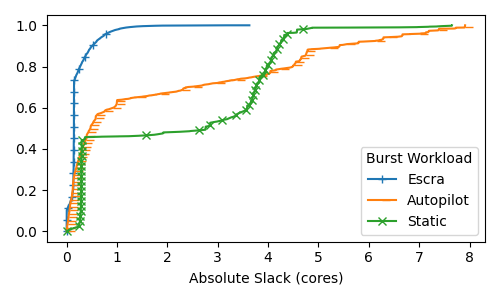 1.0
0.8
0.6
0.4
0.2
0.0
Burst Workload
Escra
Autopilot
Static
0 1 2 3 4 5 6 7 8
Absolute Slack (cores)